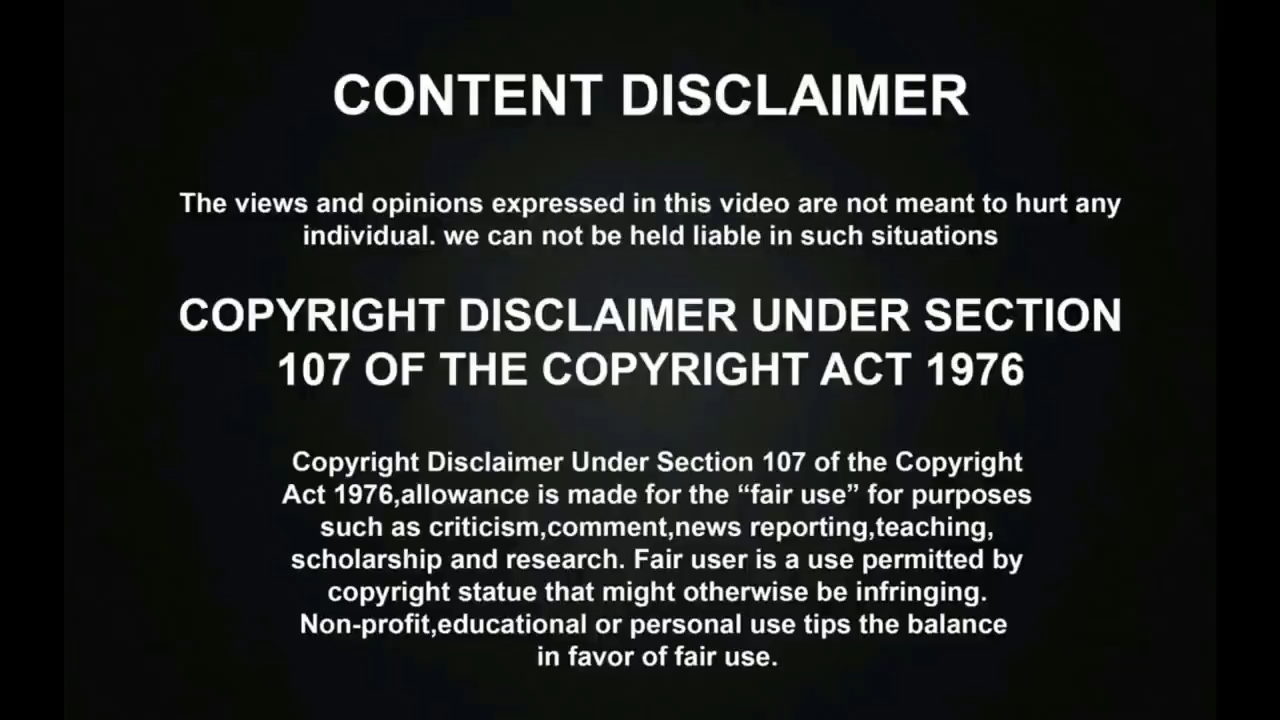 CONTENT DISCLAIMER
The views and opinions expressed in this video are not meant to hurt any
individual. we can not be held liable in such situations
COPYRIGHT DISCLAIMER UNDER SECTION
107 OF THE COPYRIGHT ACT 1976
Copyright Disclaimer Under Section 107 of the Copyright
Act 1976,allowance is made for the “fair use” for purposes
such as criticism,comment,news reporting,teaching,
scholarship and research. Fair user is a use permitted by
copyright statue that might otherwise be infringing.
Non-profit,educational or personal use tips the balance
in favor of fair use.